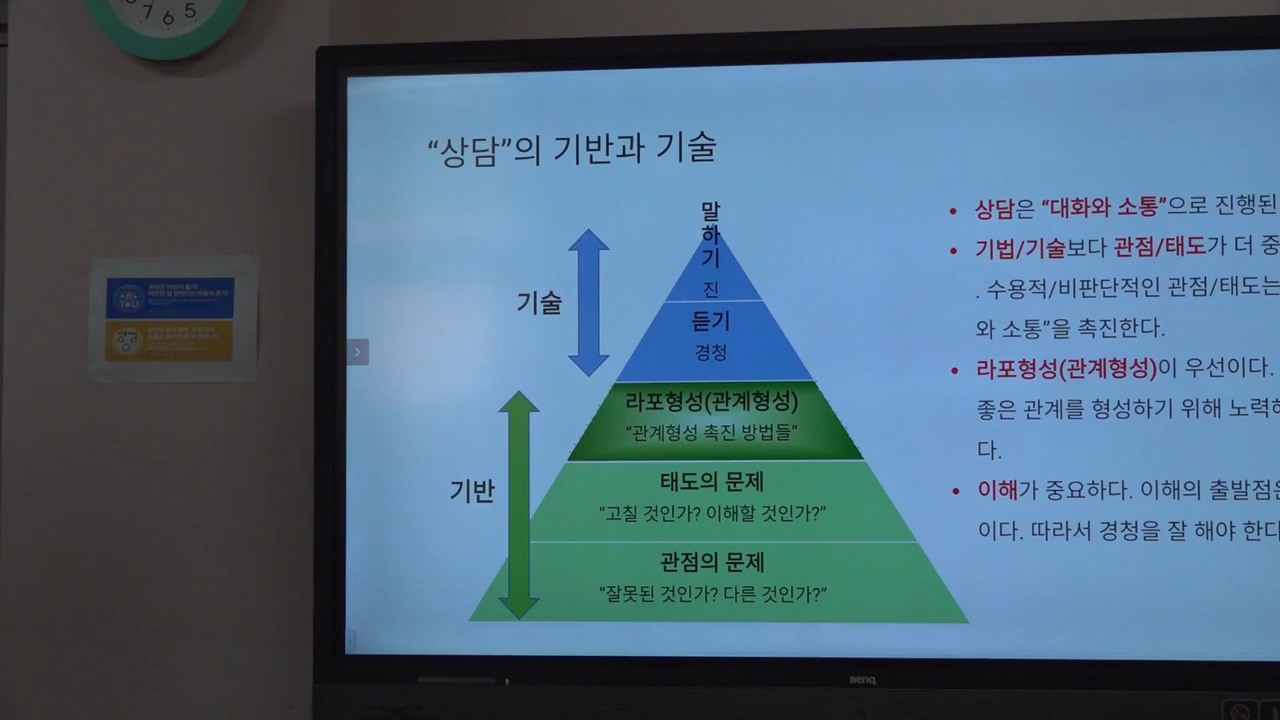 7 6 5
“상담”의 기반과 기술
말
하
기
진
듣기
경청
기술
라포형성(관계형성)
“관계형성 촉진 방법들”
기반
태도의 문제
“고칠 것인가? 이해할 것인가?”
관점의 문제
“잘못된 것인가? 다른 것인가?”
• 상담은 “대화와 소통”으로 진행된
• 기법/기술보다 관점/태도가 더 중
. 수용적/비판단적인 관점/태도는
와 소통”을 촉진한다.
• 라포형성(관계형성)이 우선이다.
좋은 관계를 형성하기 위해 노력해
다.
• 이해가 중요하다. 이해의 출발점은
이다. 따라서 경청을 잘 해야 한다
BenQ